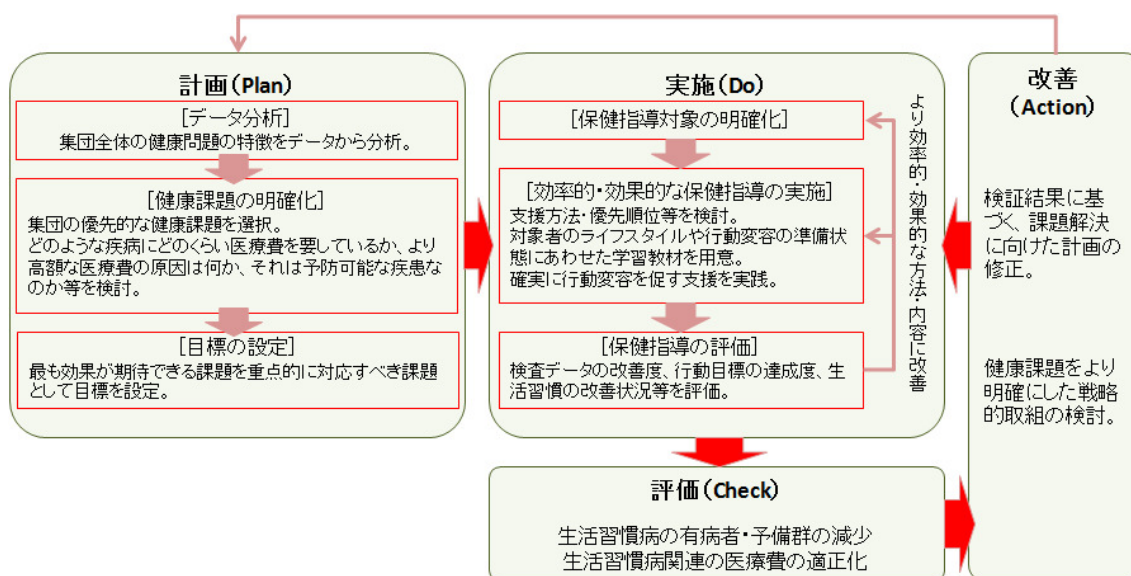 計画(Plan)
[データ分析]
集団全体の健康問題の特徴をデータから分析。
[健康課題の明確化]
集団の優先的な健康課題を選択。
どのような疾病にどのくらい医療費を要しているか、より
高額な医療費の原因は何か、それは予防可能な疾患な
のか等を検討。
[目標の設定]
最も効果が期待できる課題を重点的に対応すべき課題
として目標を設定。
実施(Do)
[保健指導対象の明確化]
[効率的・効果的な保健指導の実施]
支援方法・優先順位等を検討。
対象者のライフスタイルや行動変容の準備状
態にあわせた学習教材を用意。
確実に行動変容を促す支援を実践。
[保健指導の評価]
検査データの改善度、行動目標の達成度、生
活習慣の改善状況等を評価。
より効率的・効果的な方法・内容に改善
評価(Check)
生活習慣病の有病者・予備群の減少
生活習慣病関連の医療費の適正化
改善
(Action)
検証結果に基
づく、課題解決
に向けた計画の
修正。
健康課題をより
明確にした戦略
的取組の検討。